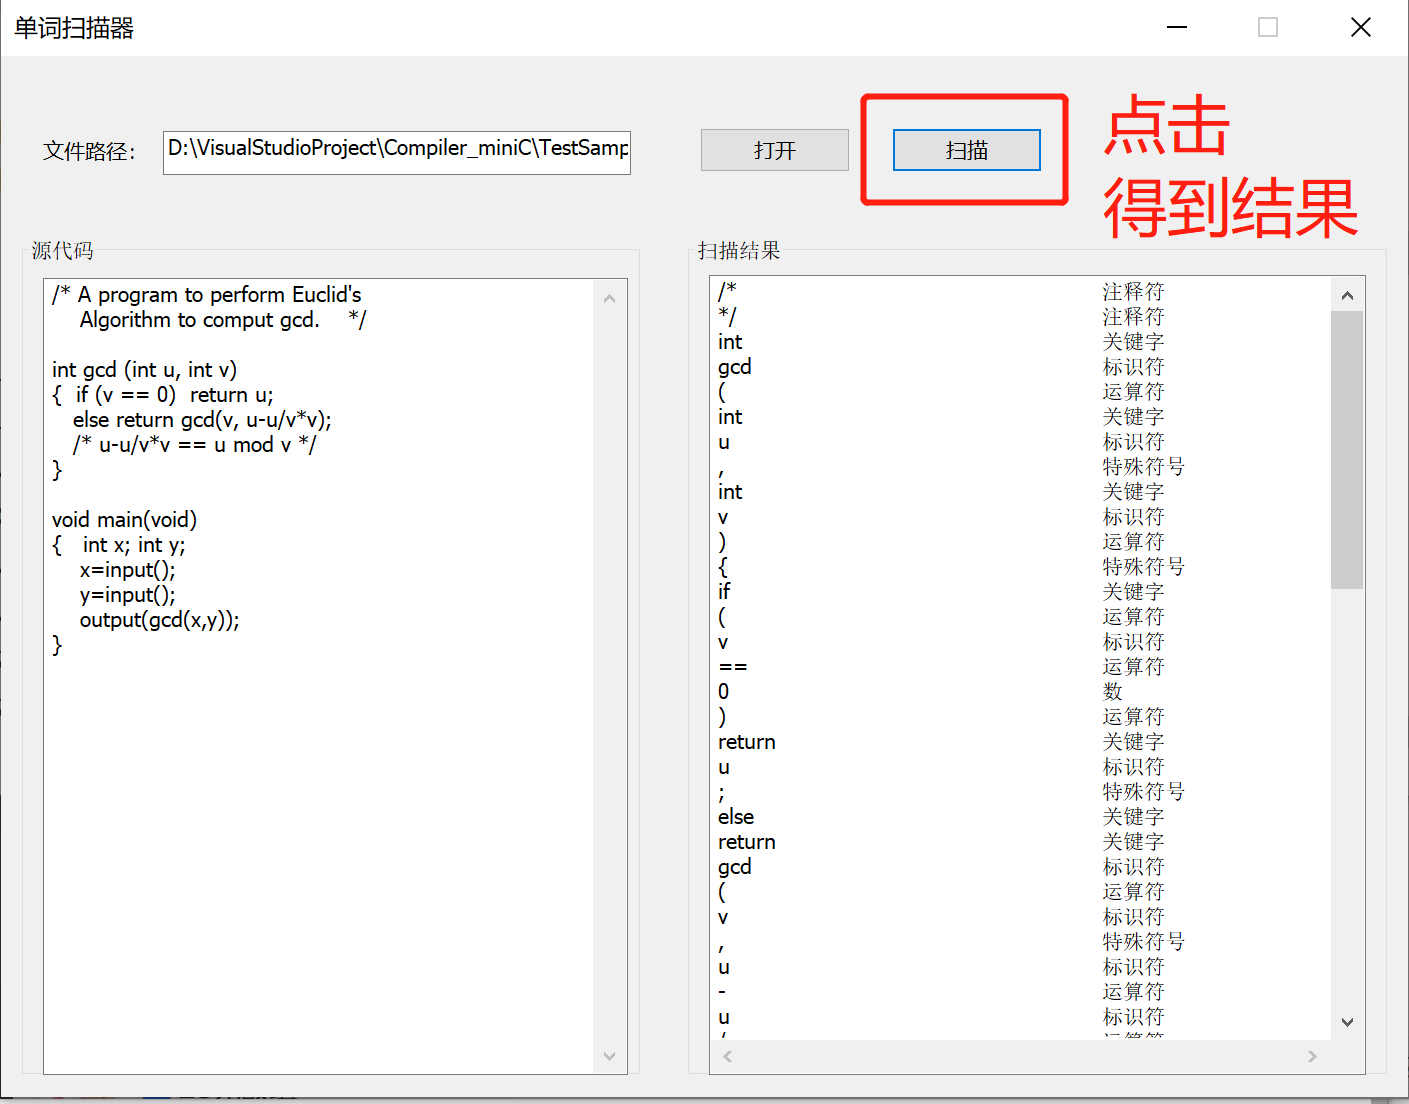 单词扫描器
文件路径：
D:\VisualStudioProject\Compiler_miniC\TestSamp
打开
扫描
点击
得到结果
源代码
/* A program to perform Euclid's
Algorithm to comput gcd. */
int gcd (int u, int v)
{ if (v == 0) return u;
else return gcd(v, u-u/v*v);
/* u-u/v*v == u mod v */
}
void main(void)
{ int x; int y;
x=input();
y=input();
output(gcd(x,y));
}
扫描结果
/* 注释符
*/ 注释符
int 关键字
gcd 标识符
( 运算符
int 关键字
u 标识符
, 特殊符号
int 关键字
v 标识符
) 运算符
{ 特殊符号
if 关键字
( 运算符
v 标识符
== 运算符
0 数
) 运算符
return 关键字
u 标识符
; 特殊符号
else 关键字
return 关键字
gcd 标识符
( 运算符
v 标识符
, 特殊符号
u 标识符
- 运算符
u 标识符
/ 运算符